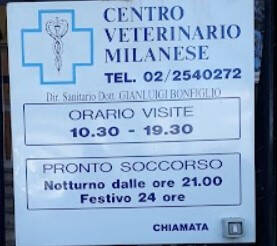 CENTRO
VETERINARIO
MILANESE
TEL. 02/2540272
Dir. Sanitario Dott. GIANLUIGI BONFIGLIO
ORARIO VISITE
10.30 - 19.30
PRONTO SOCCORSO
Notturno dalle ore 21.00
Festivo 24 ore
CHIAMATA